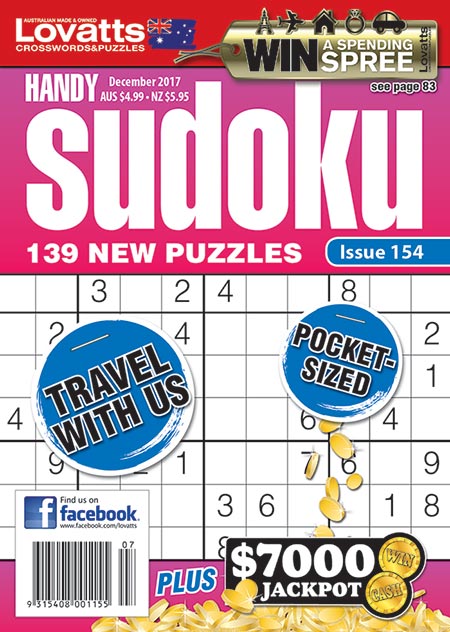 AUSTRALIAN MADE & OWNED
Lovatts
CROSSWORDS&PUZZLES
WIN A SPENDING SPREE
Lovatts
see page 83
HANDY
December 2017
AUS $4.99 • NZ $5.95
sudoku
139 NEW PUZZLES
Issue 154
3 2 4 8
2 4 2
1
TRAVEL
WITH US
POCKET-
SIZED
4 6 4
9 2 1 7 6 9
3 6 1 8
Find us on
facebook
www.facebook.com/lovatts
07
9 315408 001155
PLUS
$7000
JACKPOT
WIN
CASH